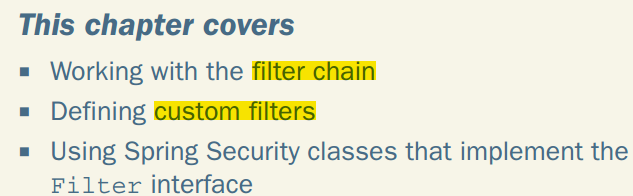 This chapter covers
■ Working with the filter chain
■ Defining custom filters
■ Using Spring Security classes that implement the
Filter interface